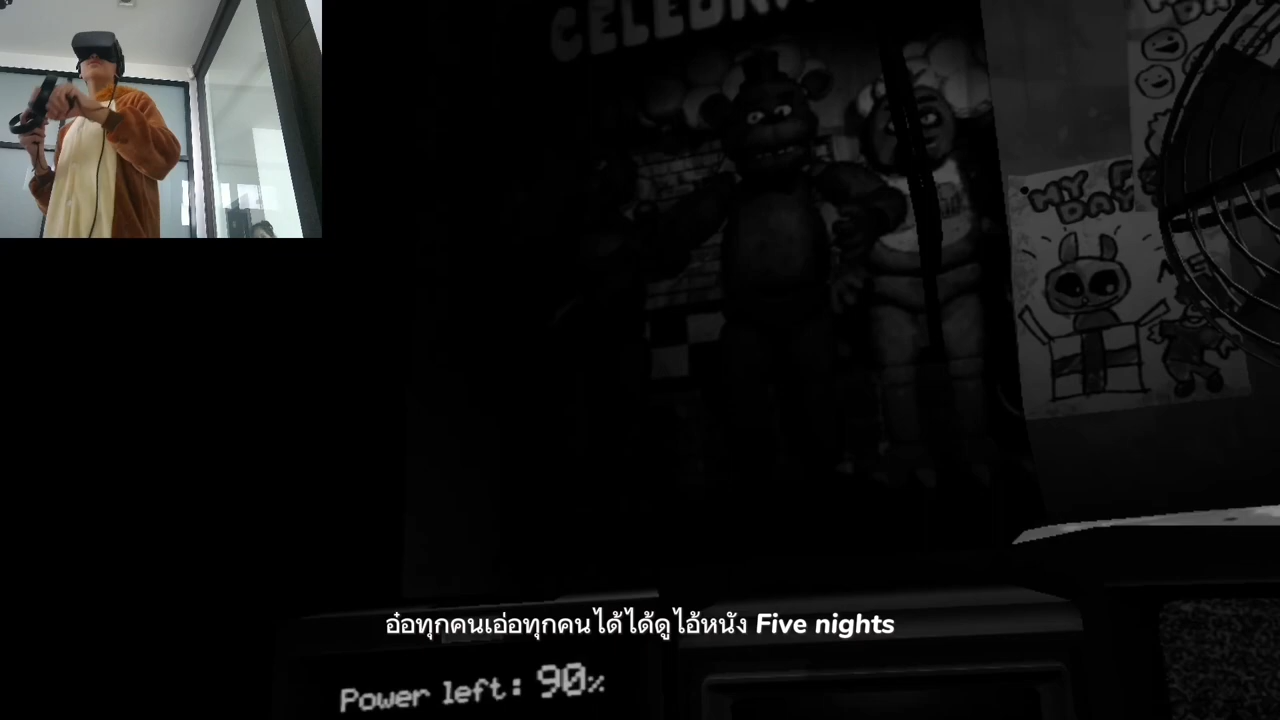 MY
DAY
อ๋อทุกคนเอ่อทุกคนได้ได้ดูไอ้หนัง Five nights
Power left: 90%